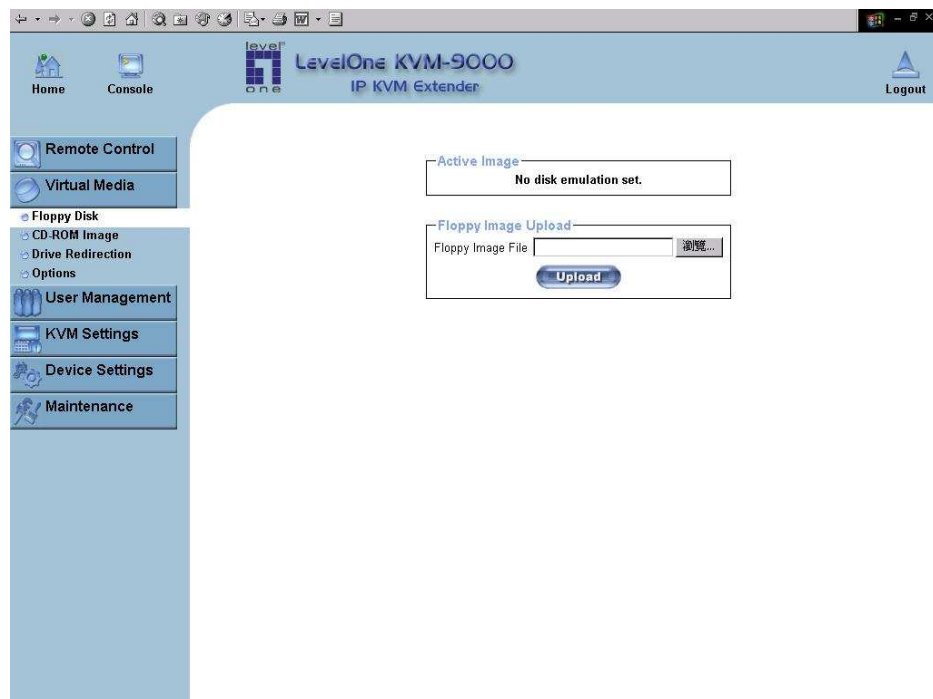 level
one
LevelOne KVM-9000
IP KVM Extender
Home
Console
Logout
Remote Control
Virtual Media
Floppy Disk
CD-ROM Image
Drive Redirection
Options
User Management
KVM Settings
Device Settings
Maintenance
Active Image
No disk emulation set.
Floppy Image Upload
Floppy Image File
瀏覽...
Upload